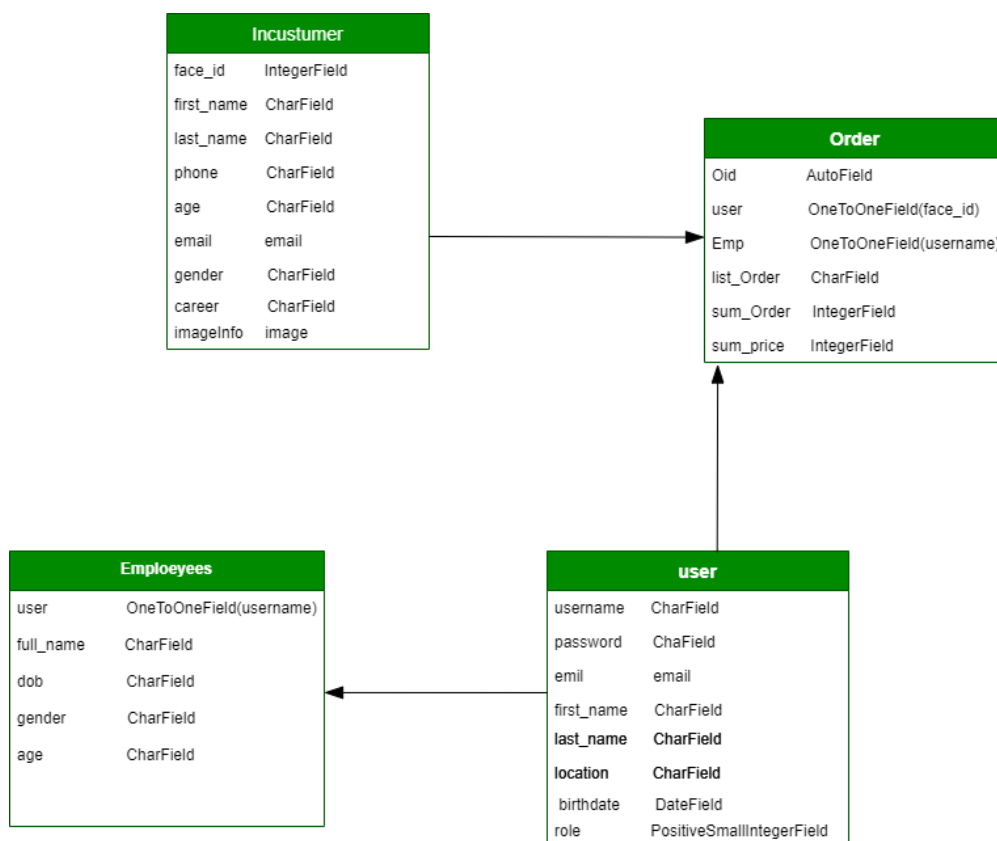 Incustumer
face_id IntegerField
first_name CharField
last_name CharField
phone CharField
age CharField
email email
gender CharField
career CharField
imageInfo image
Order
Oid AutoField
user OneToOneField(face_id)
Emp OneToOneField(username)
list_Order CharField
sum_Order IntegerField
sum_price IntegerField
Emploeyees
user OneToOneField(username)
full_name CharField
dob CharField
gender CharField
age CharField
user
username CharField
password ChaField
emil email
first_name CharField
last_name CharField
location CharField
birthdate DateField
role PositiveSmallIntegerField